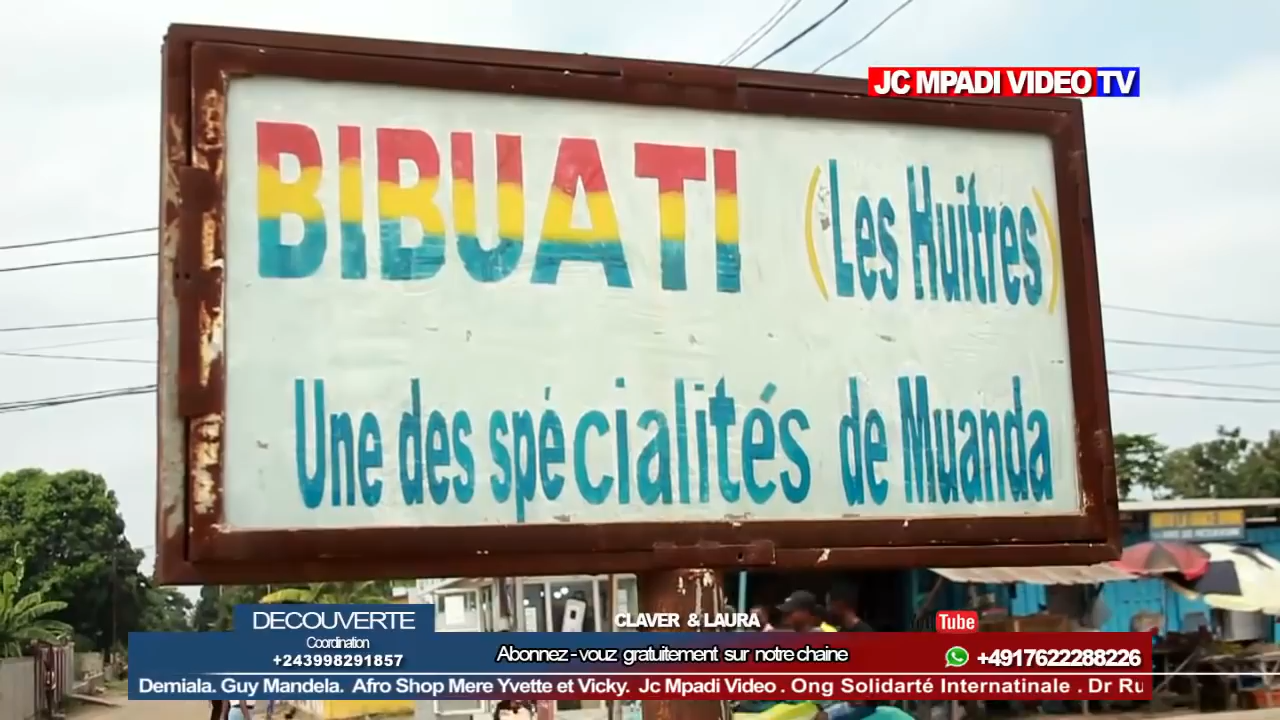 JC MPADI VIDEO TV
BIBUATI (Les Huitres)
Une des spécialités de Muanda
DECOUVERTE
Coordination
+243998291857
CLAVER & LAURA
Abonnez - vouz gratuitement sur notre chaine
Tube
+4917622288226
Demiala. Guy Mandela. Afro Shop Mere Yvette et Vicky. Jc Mpadi Video . Ong Solidarté Internatinale . Dr Ru